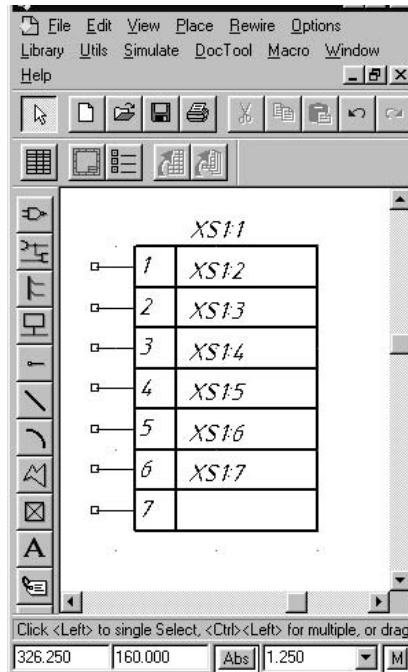 File Edit View Place Rewire Options
Library Utils Simulate DocTool Macro Window
Help
XS1:1
1 XS1:2
2 XS1:3
3 XS1:4
4 XS1:5
5 XS1:6
6 XS1:7
7
A
Click <Left> to single Select, <Ctrl><Left> for multiple, or drag
326.250 160.000 Abs 1.250 M